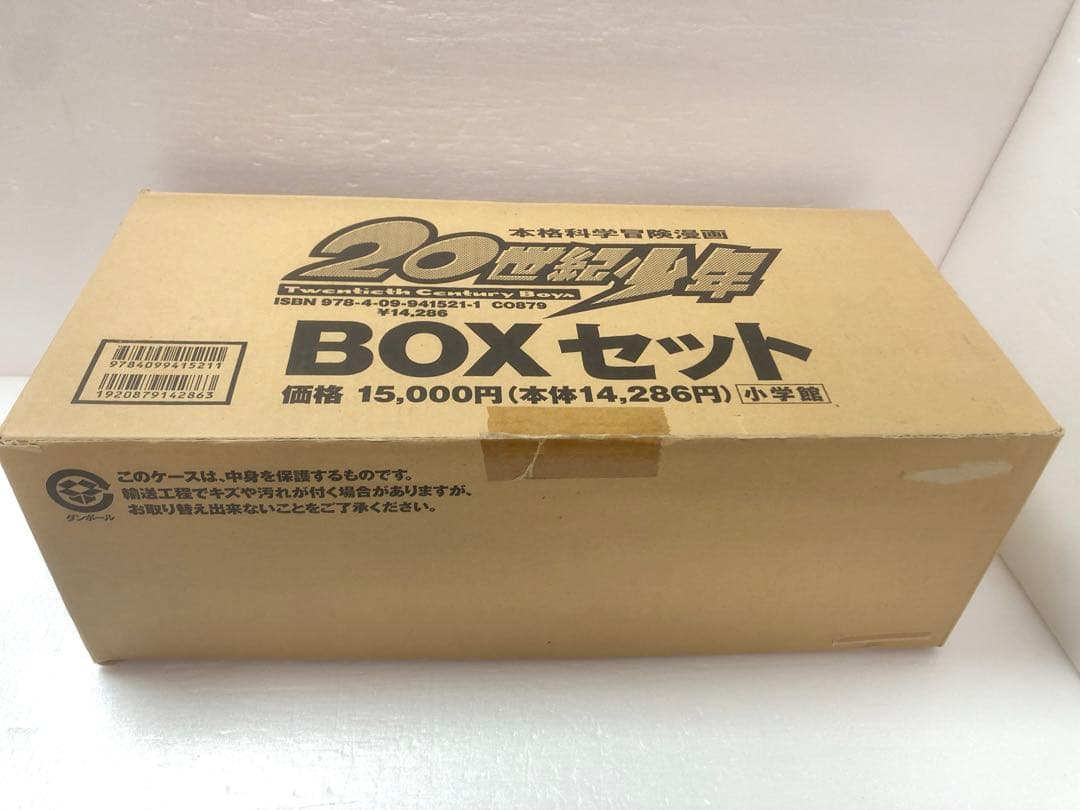 本格科学冒険漫画
20世紀少年
Twentieth Century Boys
ISBN 978-4-09-941521-1 C0879
¥14,286
BOXセット
価格 15,000円(本体14,286円) 小学館
9784099415211
1920879142863
このケースは、中身を保護するものです。
輸送工程でキズや汚れが付く場合がありますが、
お取り替え出来ないことをご了承ください。
ダンボール